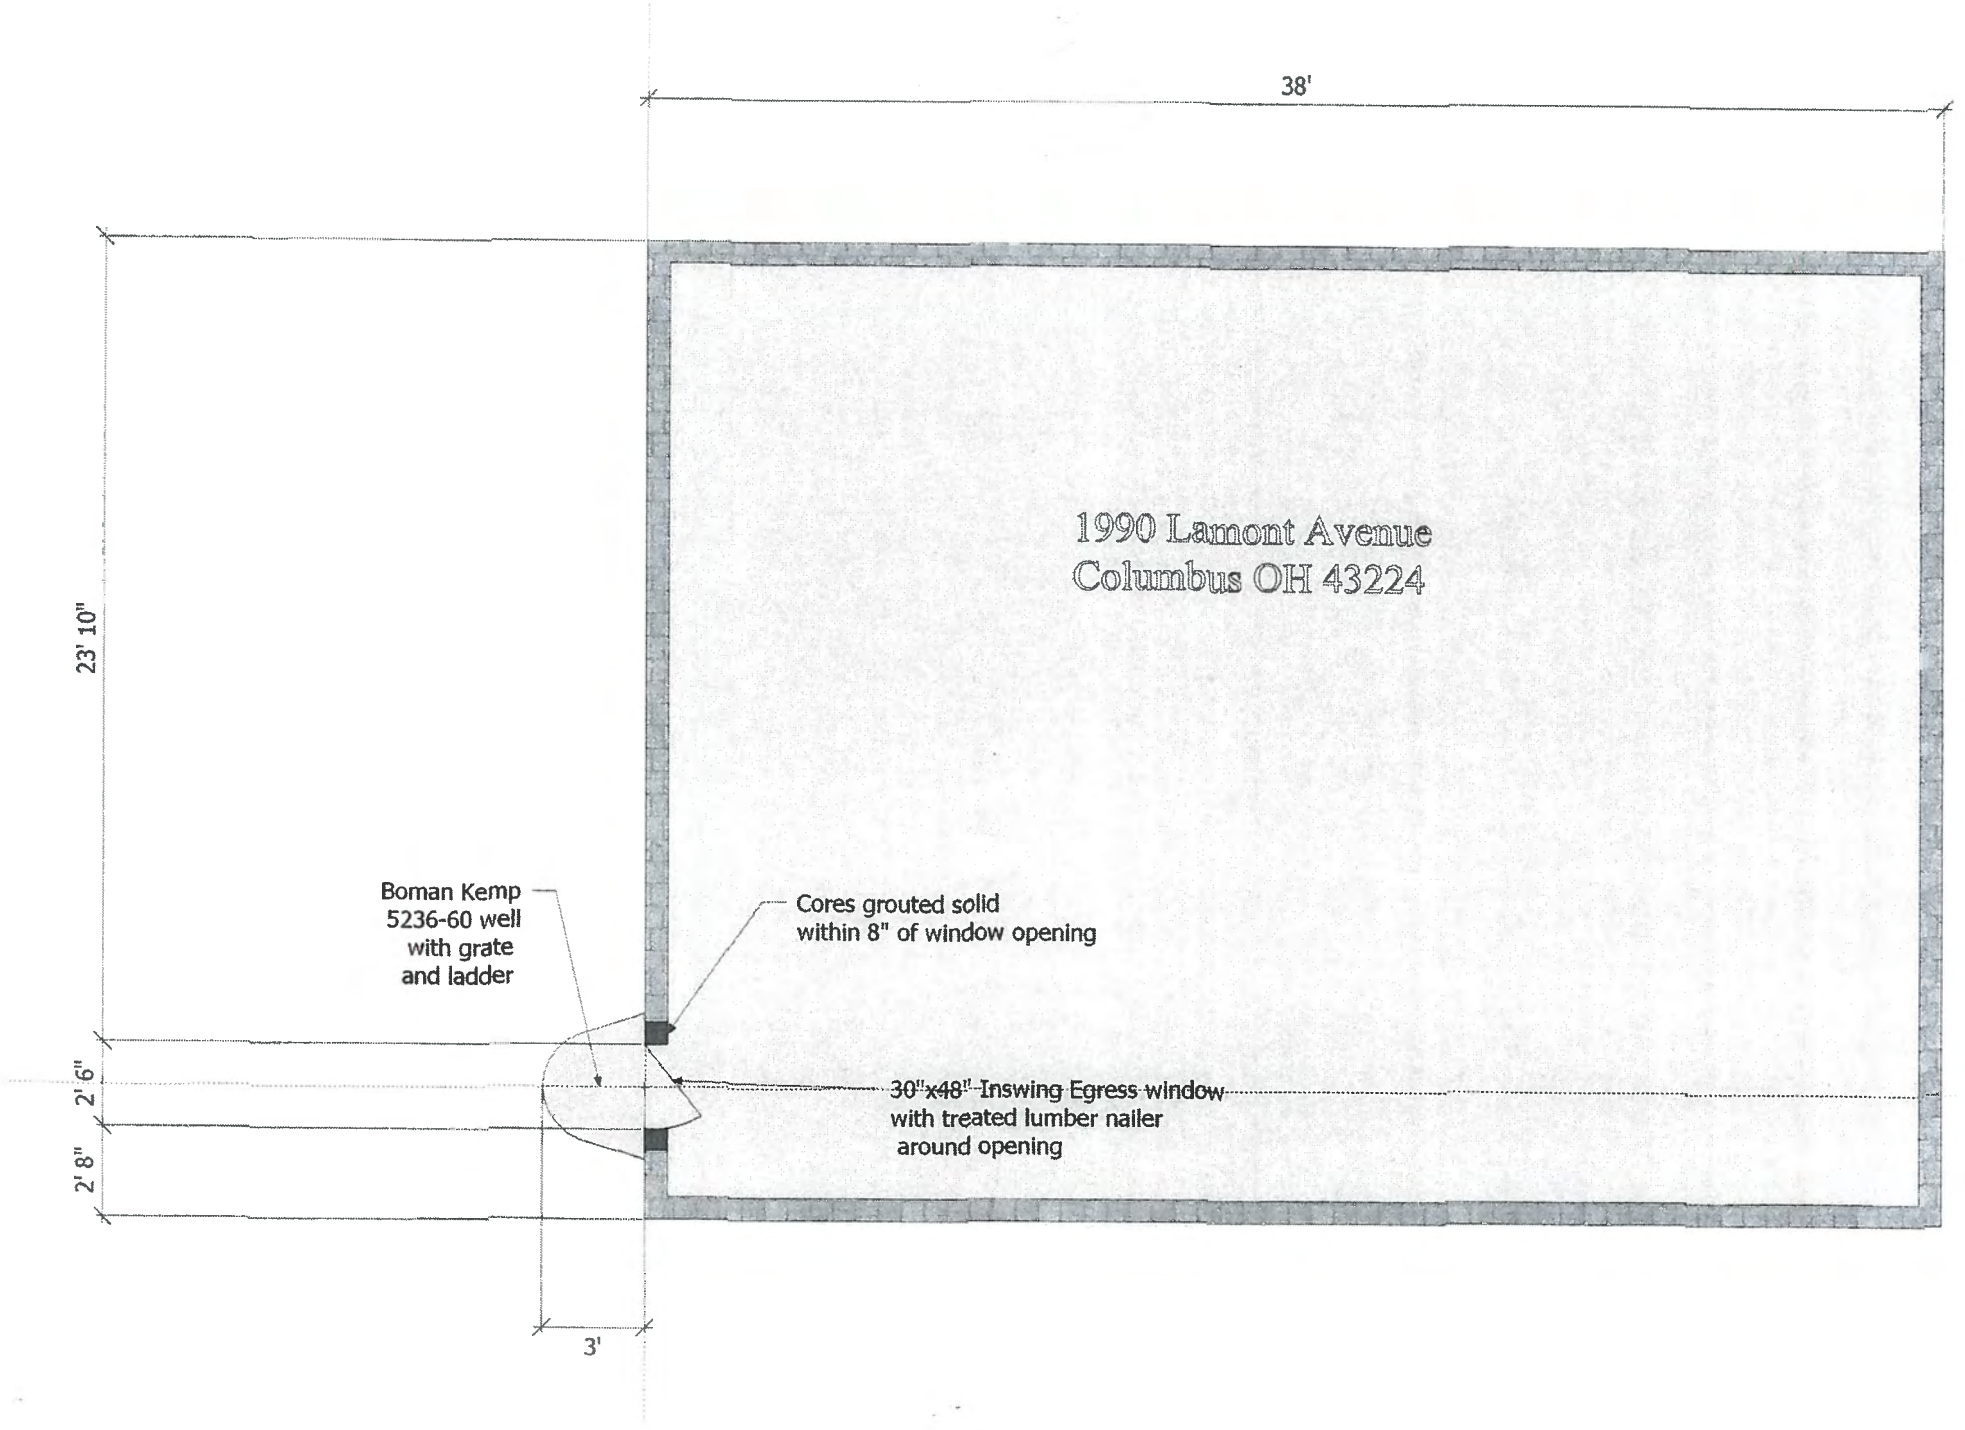 38'
1990 Lamont Avenue
Columbus OH 43224
23' 10"
Boman Kemp
5236-60 well
with grate
and ladder
Cores grouted solid
within 8" of window opening
2' 6"
30"x48" Inswing Egress window
with treated lumber nailer
around opening
2' 8"
3'